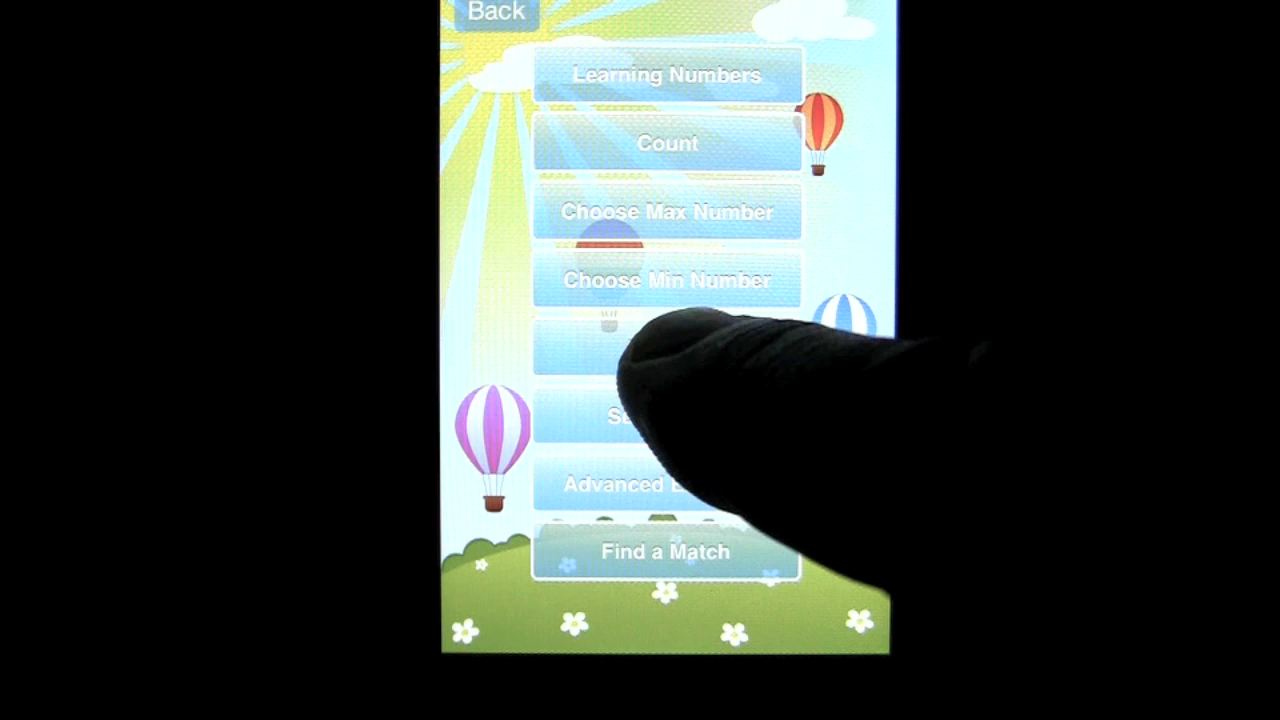 Back
Learning Numbers
Count
Choose Max Number
Choose Min Number
Advanced
Find a Match